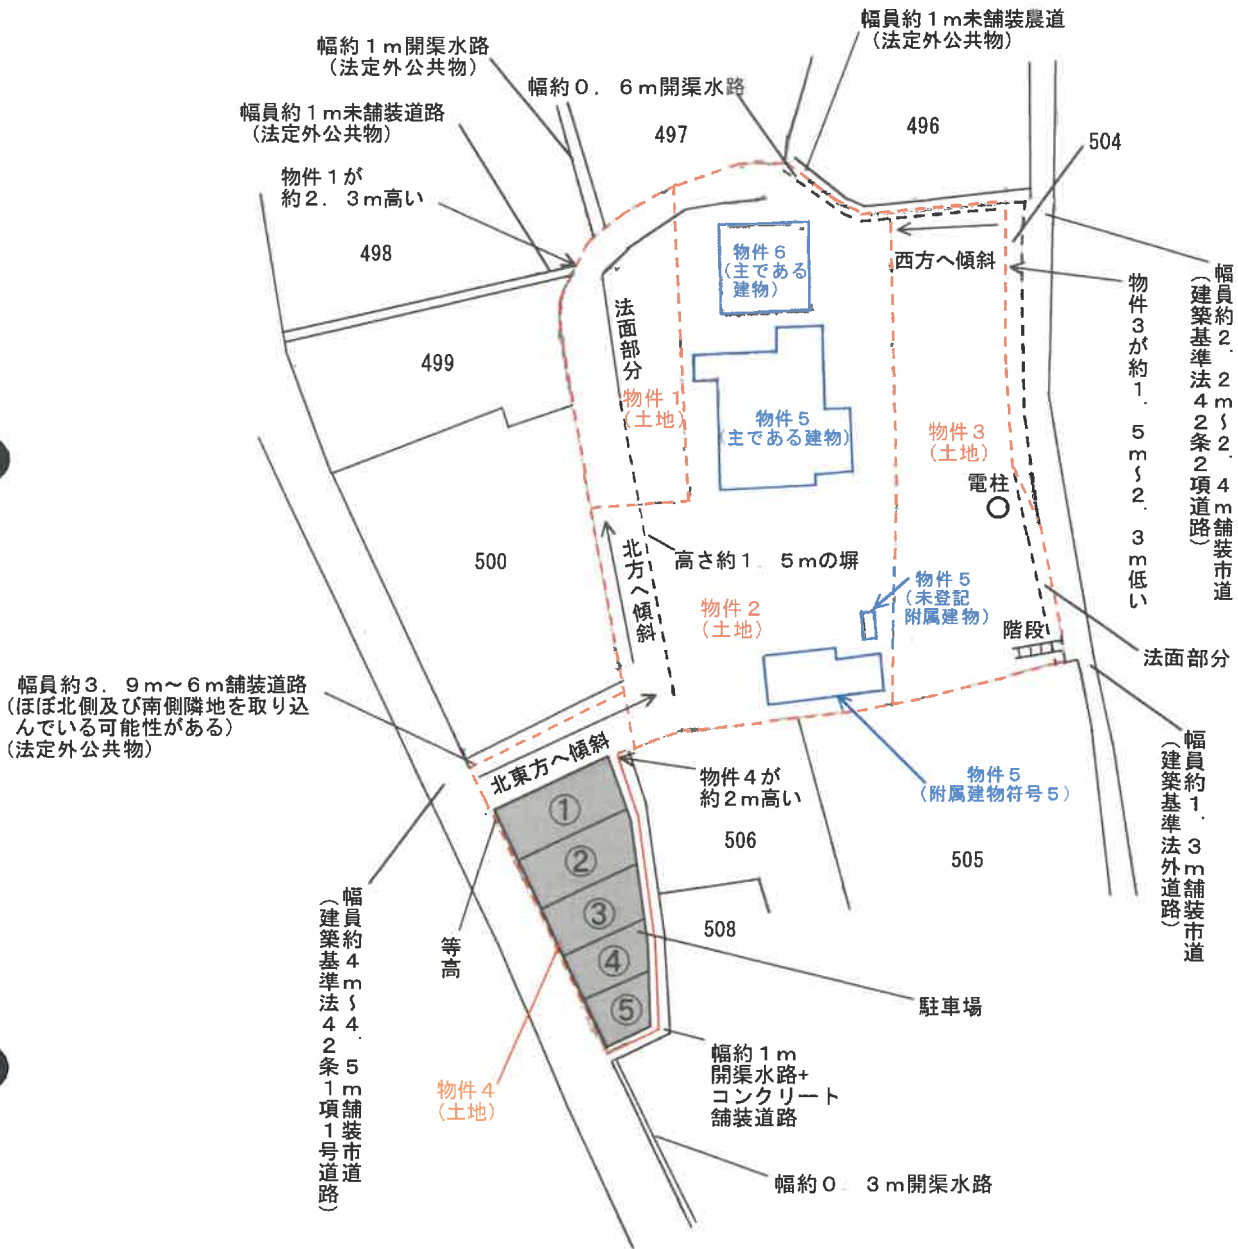 幅員約１ｍ未舗装農道
（法定外公共物）
幅約１ｍ開渠水路
（法定外公共物）
幅約０．６ｍ開渠水路
幅員約１ｍ未舗装道路
（法定外公共物）
497
496
504
物件１が
約２．３ｍ高い
498
物件６
（主である
建物）
西方へ傾斜
幅員約２．２ｍ～２．４ｍ舗装市道
（建築基準法４２条２項道路）
物件３が約１．５ｍ～２．３ｍ低い
法面部分
499
物件１
（土地）
物件５
（主である建物）
物件３
（土地）
電柱
500
北方へ傾斜
高さ約１．５ｍの塀
物件５
（未登記
附属建物）
物件２
（土地）
階段
法面部分
幅員約３．９ｍ～６ｍ舗装道路
（ほぼ北側及び南側隣地を取り込
んでいる可能性がある）
（法定外公共物）
北東方へ傾斜
物件４が
約２ｍ高い
物件５
（附属建物符号５）
幅員約１．３ｍ舗装市道
（建築基準法外道路）
①
②
③
④
⑤
506
505
508
幅員約４ｍ～４．５ｍ舗装市道
（建築基準法４２条１項１号道路）
等高
駐車場
物件４
（土地）
幅約１ｍ
開渠水路+
コンクリート
舗装道路
幅約０．３ｍ開渠水路